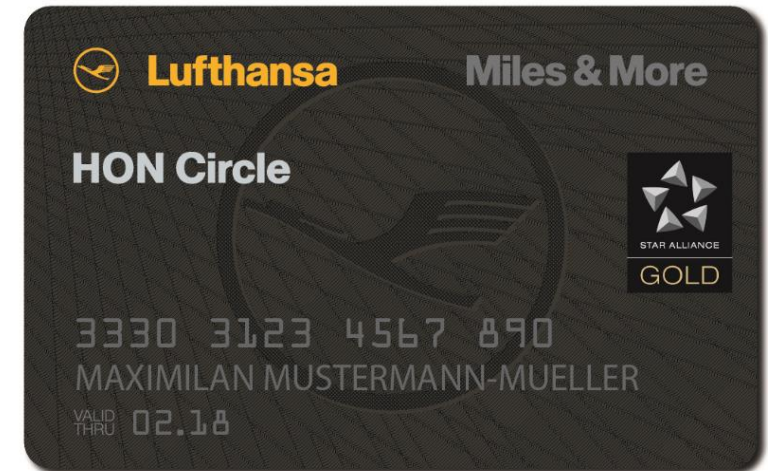 Lufthansa Miles & More
HON Circle
STAR ALLIANCE
GOLD
3330 3123 4567 890
MAXIMILAN MUSTERMANN-MUELLER
VALID THRU 02.18